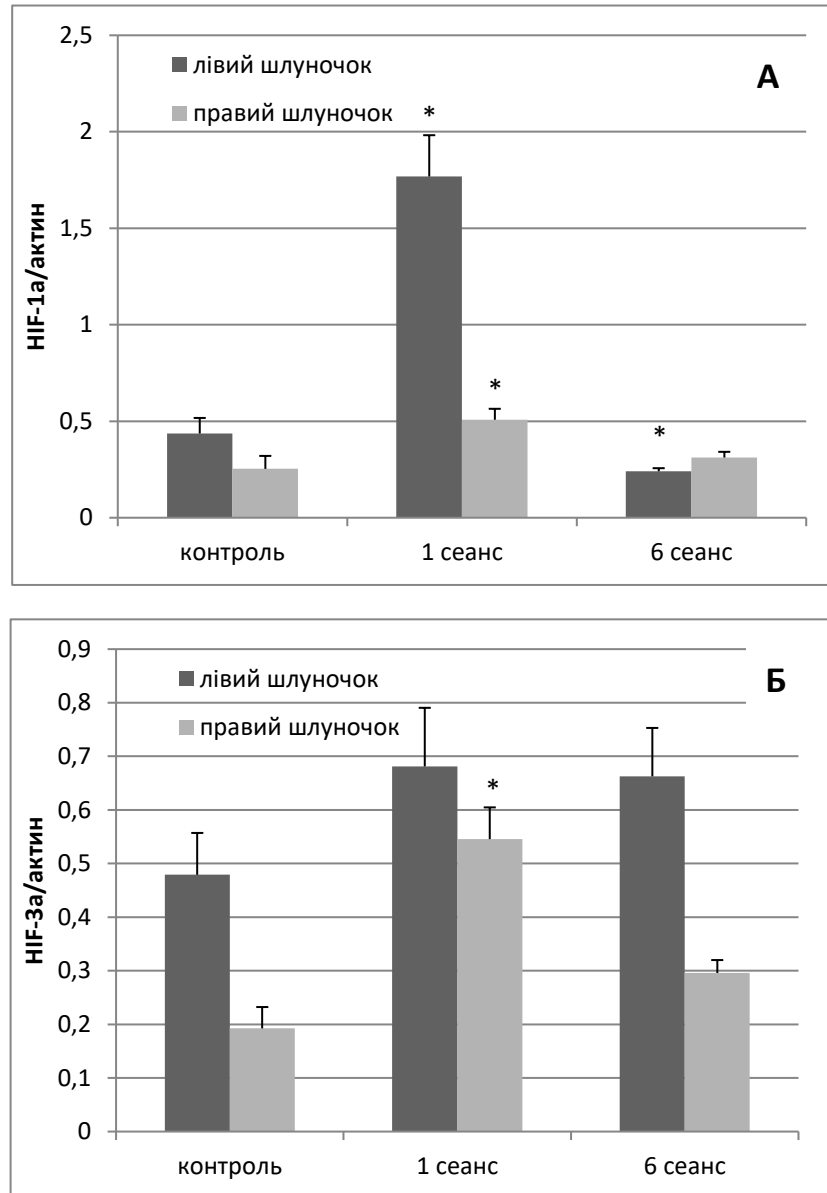 2,5
лівий шлуночок
А
правий шлуночок
*
2
1,5
HIF-1a/актин
1
*
0,5
*
0
контроль 1 сеанс 6 сеанс
0,9
лівий шлуночок
Б
0,8
правий шлуночок
0,7
*
0,6
0,5
HIF-3a/актин
0,4
0,3
0,2
0,1
0
контроль 1 сеанс 6 сеанс